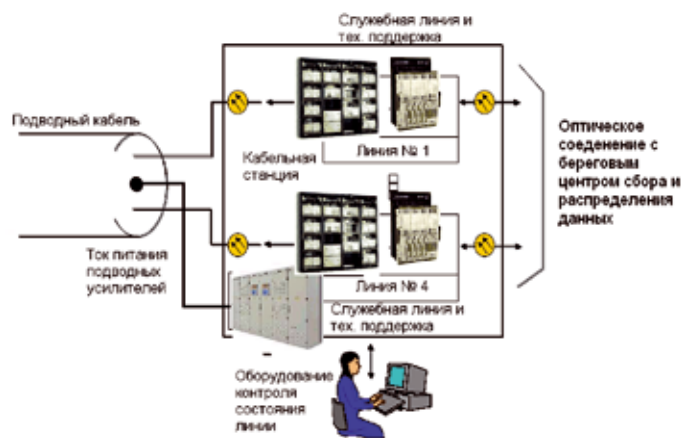 Служебная линия и
тех. поддержка
Подводный кабель
Линия № 1
Кабельная
станция
Оптическое
соеденение с
береговым
центром сбора и
распределения
данных
Ток питания
подводных
усилителей
Линия № 4
Служебная линия и
тех. поддержка
Оборудование
контроля
состояния
линии